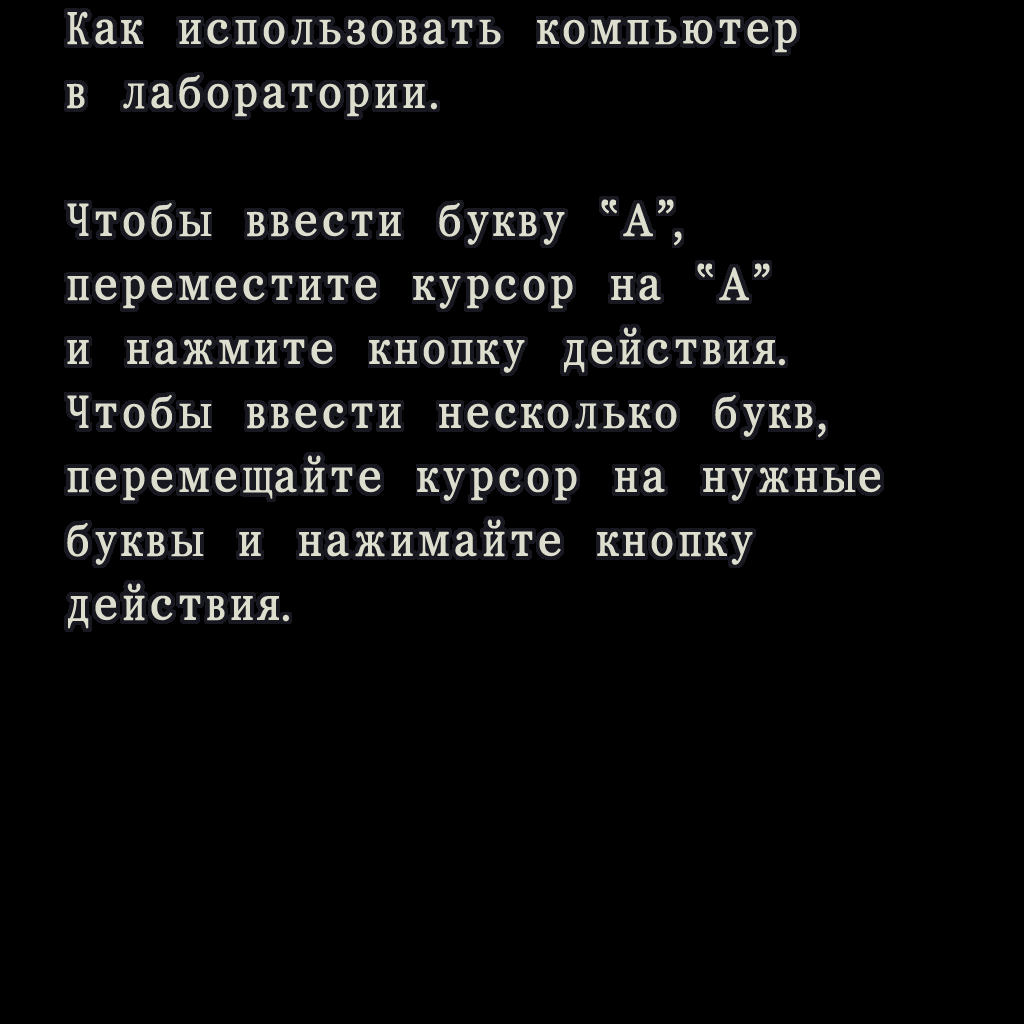 Как использовать компьютер
в лаборатории.
Чтобы ввести букву “А”,
переместите курсор на “А”
и нажмите кнопку действия.
Чтобы ввести несколько букв,
перемещайте курсор на нужные
буквы и нажимайте кнопку
действия.